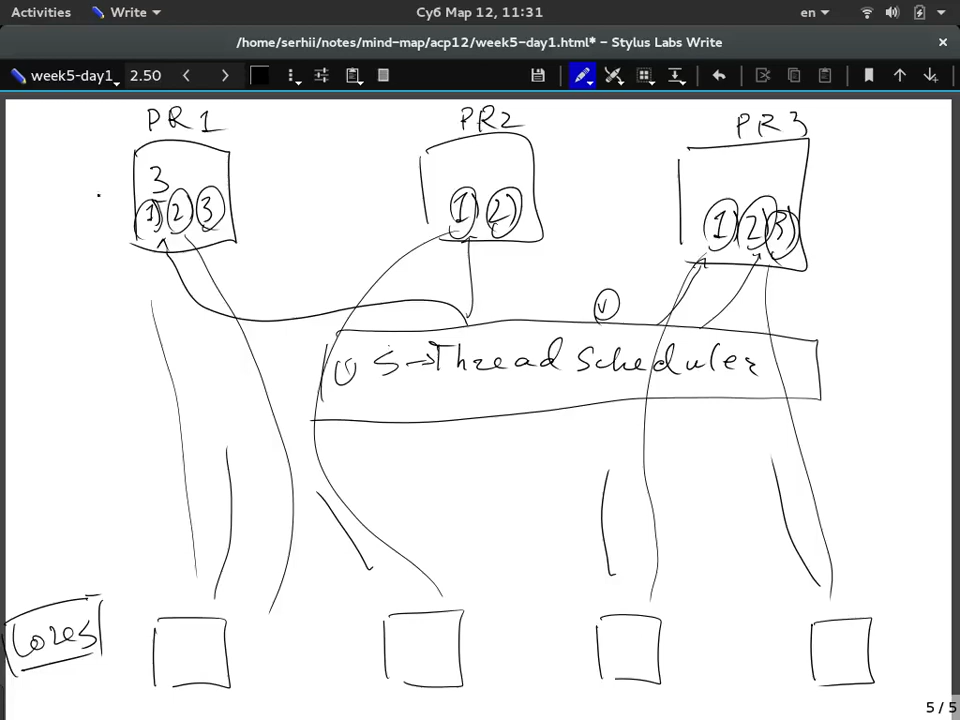 Activities Write Суб Мар 12, 11:31 en
/home/serhii/notes/mind-map/acp12/week5-day1.html* – Stylus Labs Write
week5-day1 2.50
PR1 PR2 PR3
3
1 2 3 1 2 1 2 3
S→Thread Scheduler
Cores
5 / 5